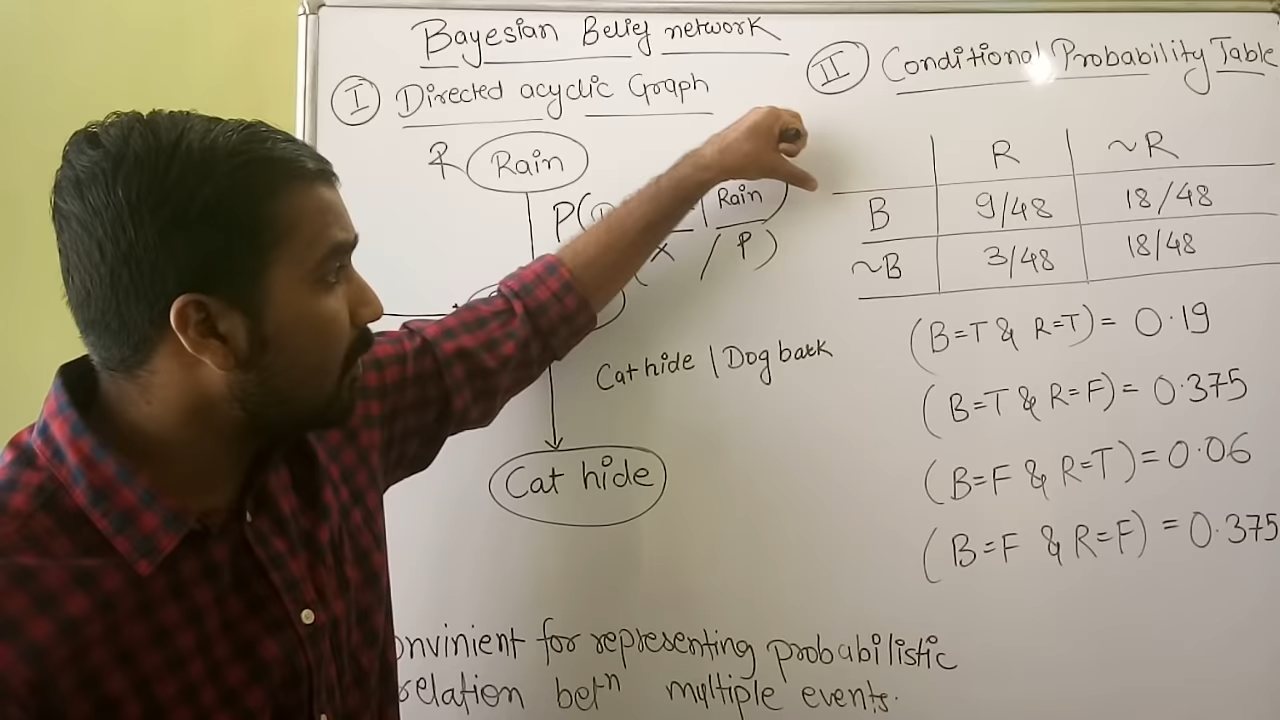 Bayesian Belief network
I Directed acyclic Graph
R Rain
P( | Rain )
( x / P )
Cat hide | Dog bark
Cat hide
onvinient for representing probabilistic
relation betn multiple events.
II Conditional Probability Table
R ~R
B 9/48 18/48
~B 3/48 18/48
(B=T & R=T) = 0.19
(B=T & R=F) = 0.375
(B=F & R=T) = 0.06
(B=F & R=F) = 0.375